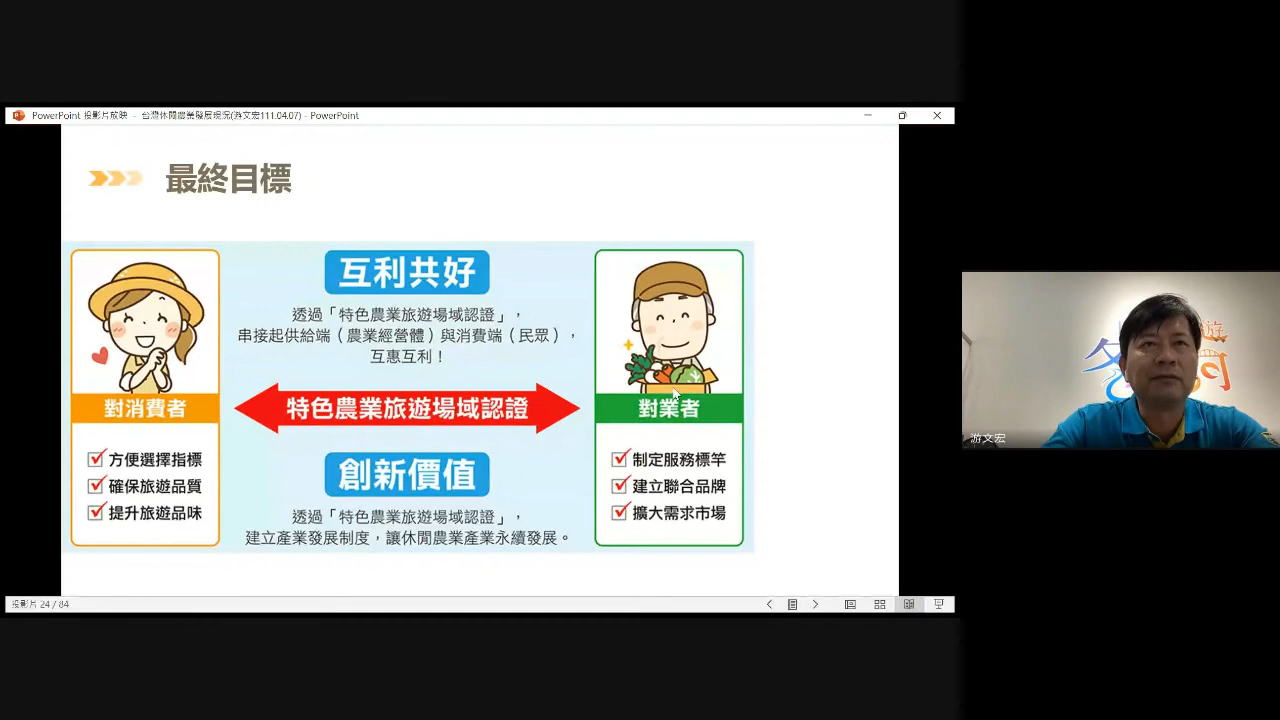 PowerPoint 投影片放映 - 台灣休閒農業發展現況(游文宏111.04.07) - PowerPoint
最終目標
互利共好
透過「特色農業旅遊場域認證」，
串接起供給端（農業經營體）與消費端（民眾），
互惠互利！
對消費者
特色農業旅遊場域認證
對業者
方便選擇指標
確保旅遊品質
提升旅遊品味
創新價值
透過「特色農業旅遊場域認證」，
建立產業發展制度，讓休閒農業產業永續發展。
制定服務標竿
建立聯合品牌
擴大需求市場
游文宏
投影片 24 / 84